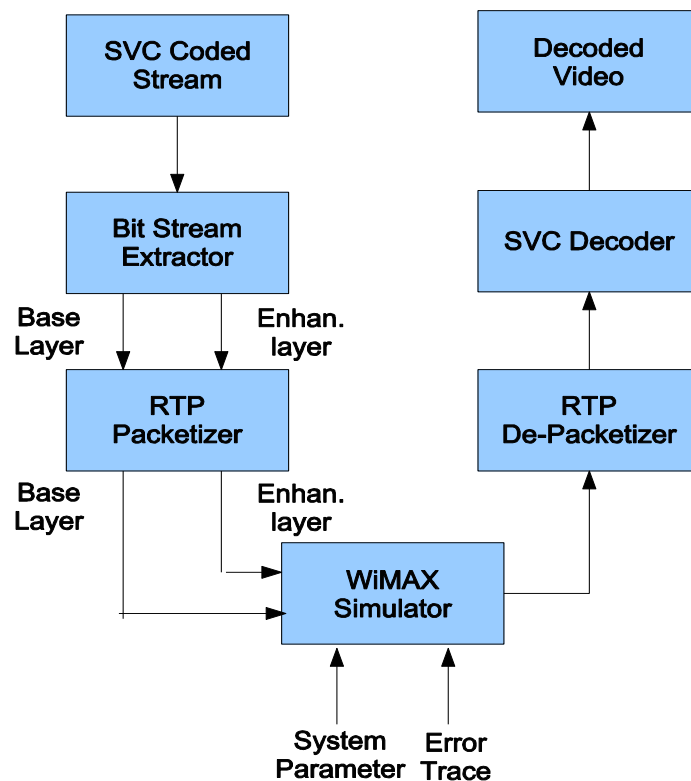 SVC Coded
Stream
Decoded
Video
Bit Stream
Extractor
SVC Decoder
Base
Layer
Enhan.
layer
RTP
Packetizer
RTP
De-Packetizer
Base
Layer
Enhan.
layer
WiMAX
Simulator
System
Parameter
Error
Trace